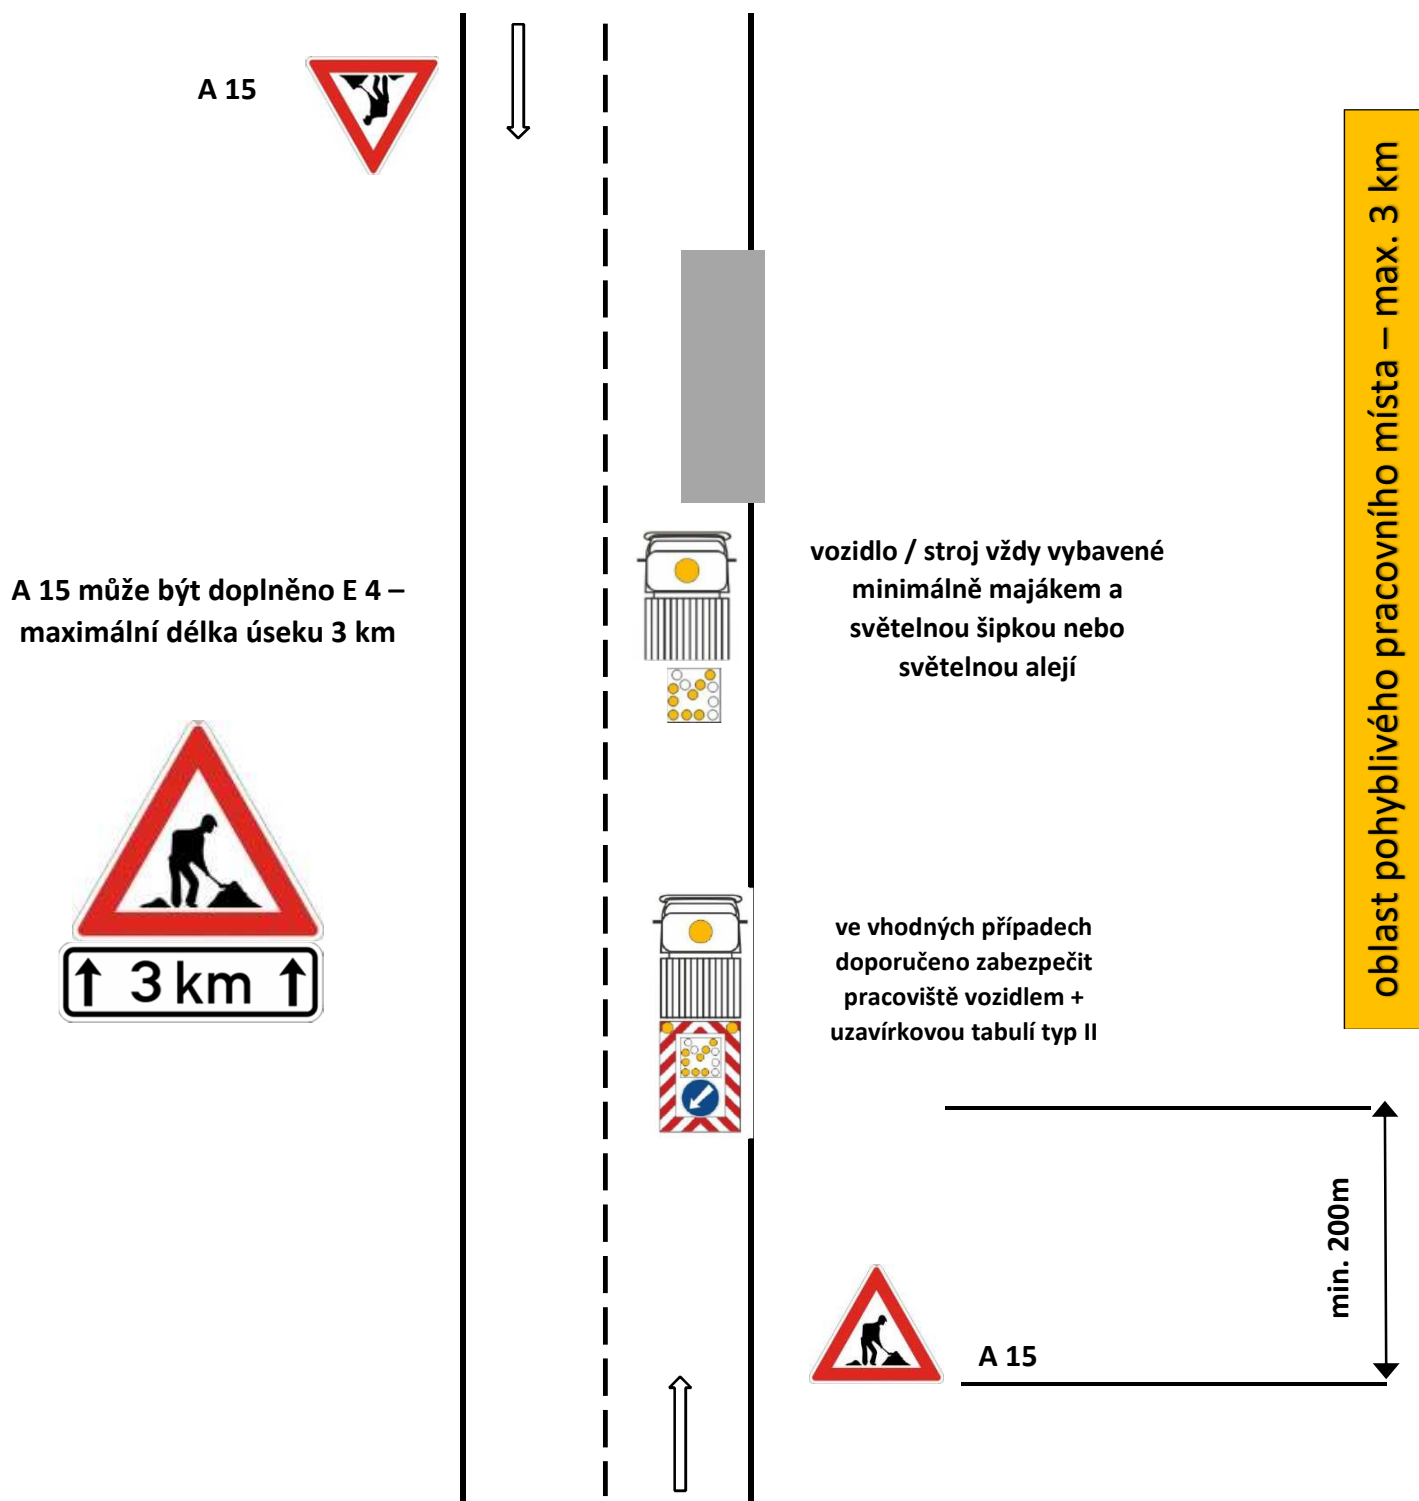 A 15
oblast pohyblivého pracovního místa – max. 3 km
vozidlo / stroj vždy vybavené
minimálně majákem a
světelnou šipkou nebo
světelnou alejí
A 15 může být doplněno E 4 –
maximální délka úseku 3 km
3 km
ve vhodných případech
doporučeno zabezpečit
pracoviště vozidlem +
uzavírkovou tabulí typ II
min. 200m
A 15